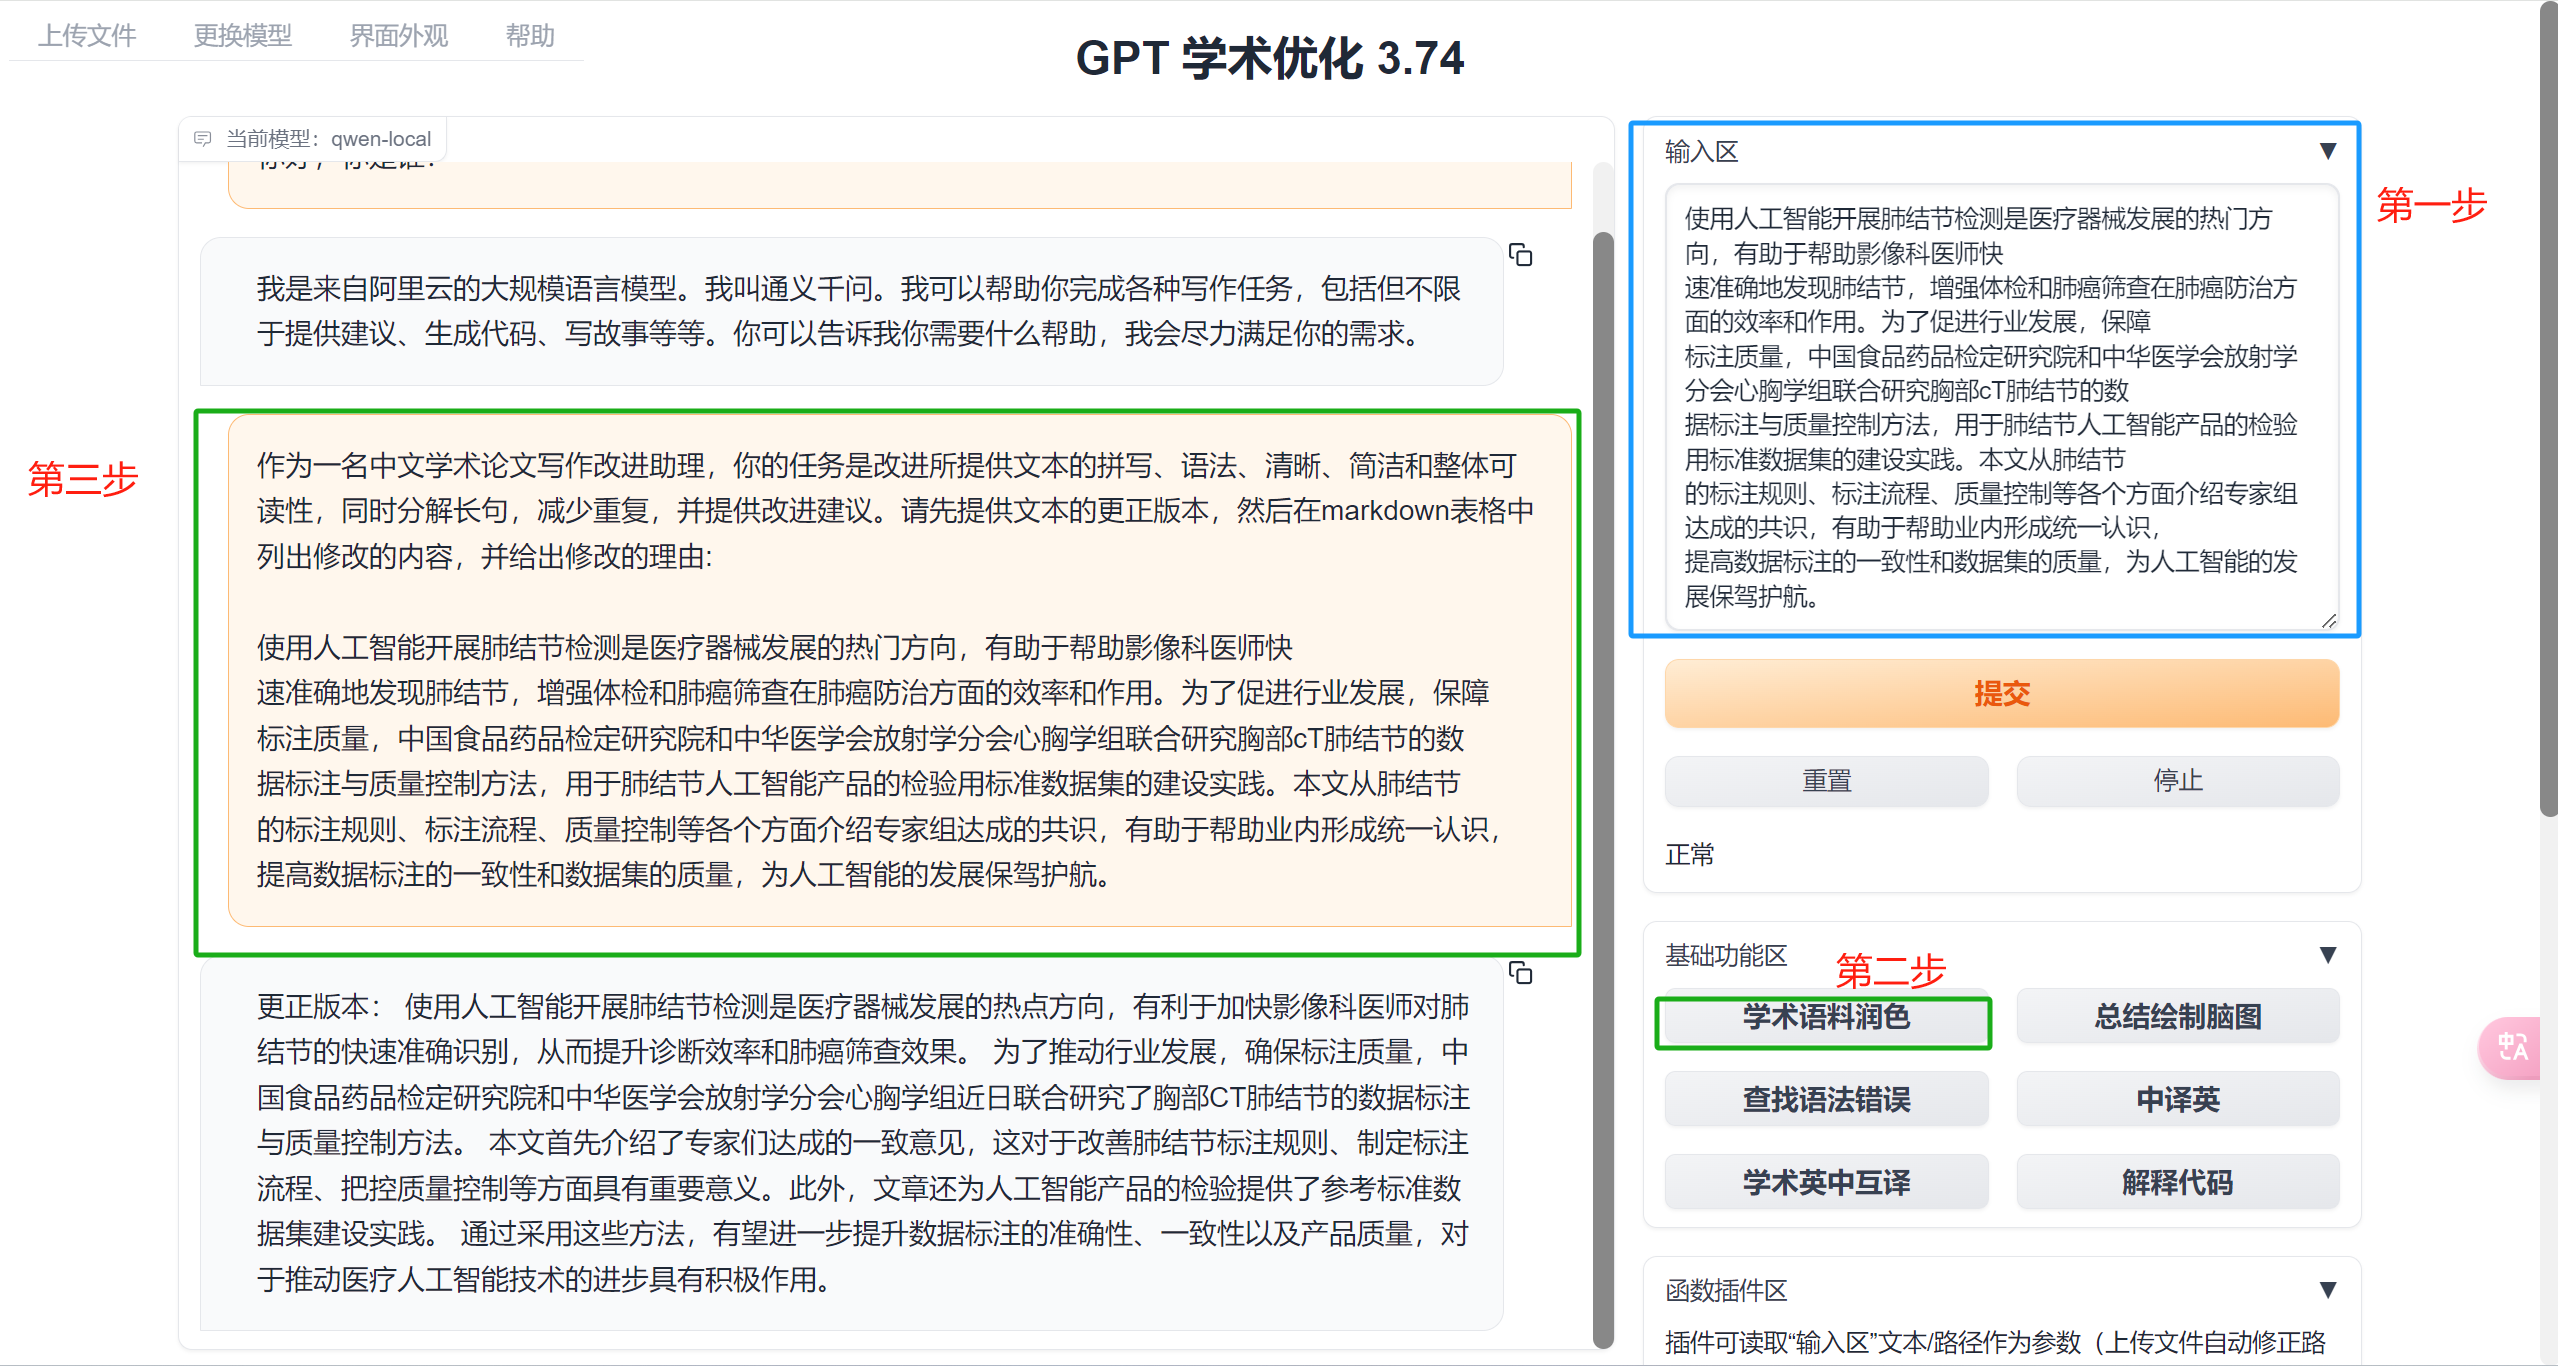 上传文件
更换模型
界面外观
帮助
GPT 学术优化 3.74
当前模型：qwen-local
你好，你是谁？
我是来自阿里云的大规模语言模型。我叫通义千问。我可以帮助你完成各种写作任务，包括但不限
于提供建议、生成代码、写故事等等。你可以告诉我你需要什么帮助，我会尽力满足你的需求。
第三步
作为一名中文学术论文写作改进助理，你的任务是改进所提供文本的拼写、语法、清晰、简洁和整体可
读性，同时分解长句，减少重复，并提供改进建议。请先提供文本的更正版本，然后在markdown表格中
列出修改的内容，并给出修改的理由:
使用人工智能开展肺结节检测是医疗器械发展的热门方向，有助于帮助影像科医师快
速准确地发现肺结节，增强体检和肺癌筛查在肺癌防治方面的效率和作用。为了促进行业发展，保障
标注质量，中国食品药品检定研究院和中华医学会放射学分会心胸学组联合研究胸部cT肺结节的数
据标注与质量控制方法，用于肺结节人工智能产品的检验用标准数据集的建设实践。本文从肺结节
的标注规则、标注流程、质量控制等各个方面介绍专家组达成的共识，有助于帮助业内形成统一认识，
提高数据标注的一致性和数据集的质量，为人工智能的发展保驾护航。
更正版本： 使用人工智能开展肺结节检测是医疗器械发展的热点方向，有利于加快影像科医师对肺
结节的快速准确识别，从而提升诊断效率和肺癌筛查效果。 为了推动行业发展，确保标注质量，中
国食品药品检定研究院和中华医学会放射学分会心胸学组近日联合研究了胸部CT肺结节的数据标注
与质量控制方法。 本文首先介绍了专家们达成的一致意见，这对于改善肺结节标注规则、制定标注
流程、把控质量控制等方面具有重要意义。此外，文章还为人工智能产品的检验提供了参考标准数
据集建设实践。 通过采用这些方法，有望进一步提升数据标注的准确性、一致性以及产品质量，对
于推动医疗人工智能技术的进步具有积极作用。
输入区
▼
第一步
使用人工智能开展肺结节检测是医疗器械发展的热门方
向，有助于帮助影像科医师快
速准确地发现肺结节，增强体检和肺癌筛查在肺癌防治方
面的效率和作用。为了促进行业发展，保障
标注质量，中国食品药品检定研究院和中华医学会放射学
分会心胸学组联合研究胸部cT肺结节的数
据标注与质量控制方法，用于肺结节人工智能产品的检验
用标准数据集的建设实践。本文从肺结节
的标注规则、标注流程、质量控制等各个方面介绍专家组
达成的共识，有助于帮助业内形成统一认识，
提高数据标注的一致性和数据集的质量，为人工智能的发
展保驾护航。
提交
重置
停止
正常
基础功能区
▼
第二步
学术语料润色
总结绘制脑图
查找语法错误
中译英
学术英中互译
解释代码
函数插件区
▼
插件可读取“输入区”文本/路径作为参数（上传文件自动修正路
中A